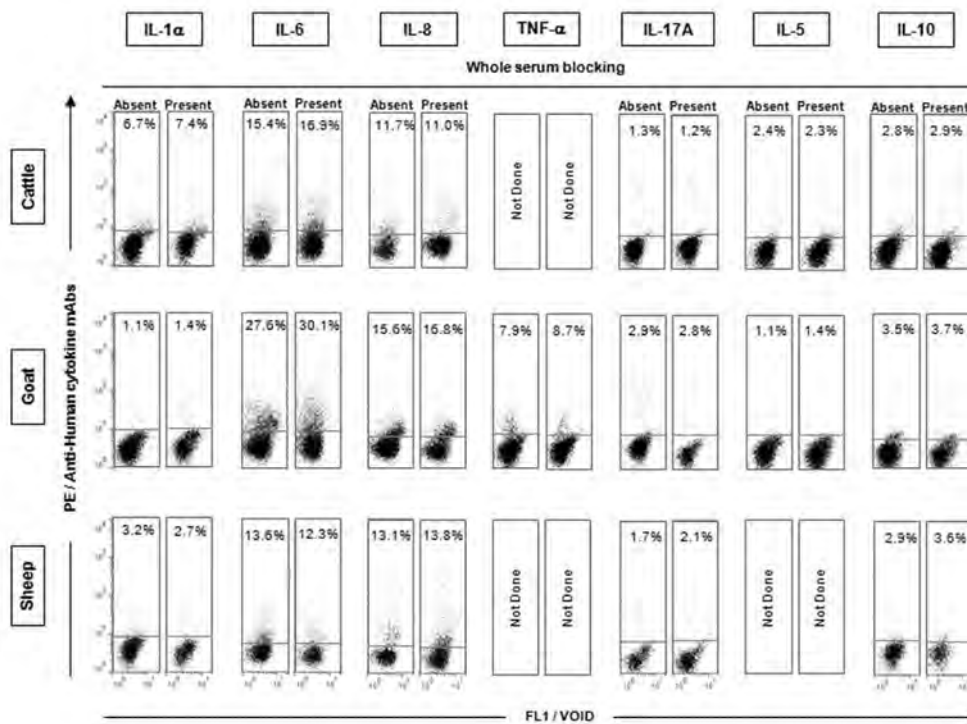 IL-1α IL-6 IL-8 TNF-α IL-17A IL-5 IL-10
Whole serum blocking
Absent Present Absent Present Absent Present Absent Present Absent Present Absent Present
Cattle
6.7% 7.4% 15.4% 16.9% 11.7% 11.0% Not Done Not Done 1.3% 1.2% 2.4% 2.3% 2.8% 2.9%
PE / Anti-Human cytokine mAbs
Goat
1.1% 1.4% 27.6% 30.1% 15.6% 16.8% 7.9% 8.7% 2.9% 2.8% 1.1% 1.4% 3.5% 3.7%
Sheep
3.2% 2.7% 13.6% 12.3% 13.1% 13.8% Not Done Not Done 1.7% 2.1% Not Done Not Done 2.9% 3.6%
FL1 / VOID